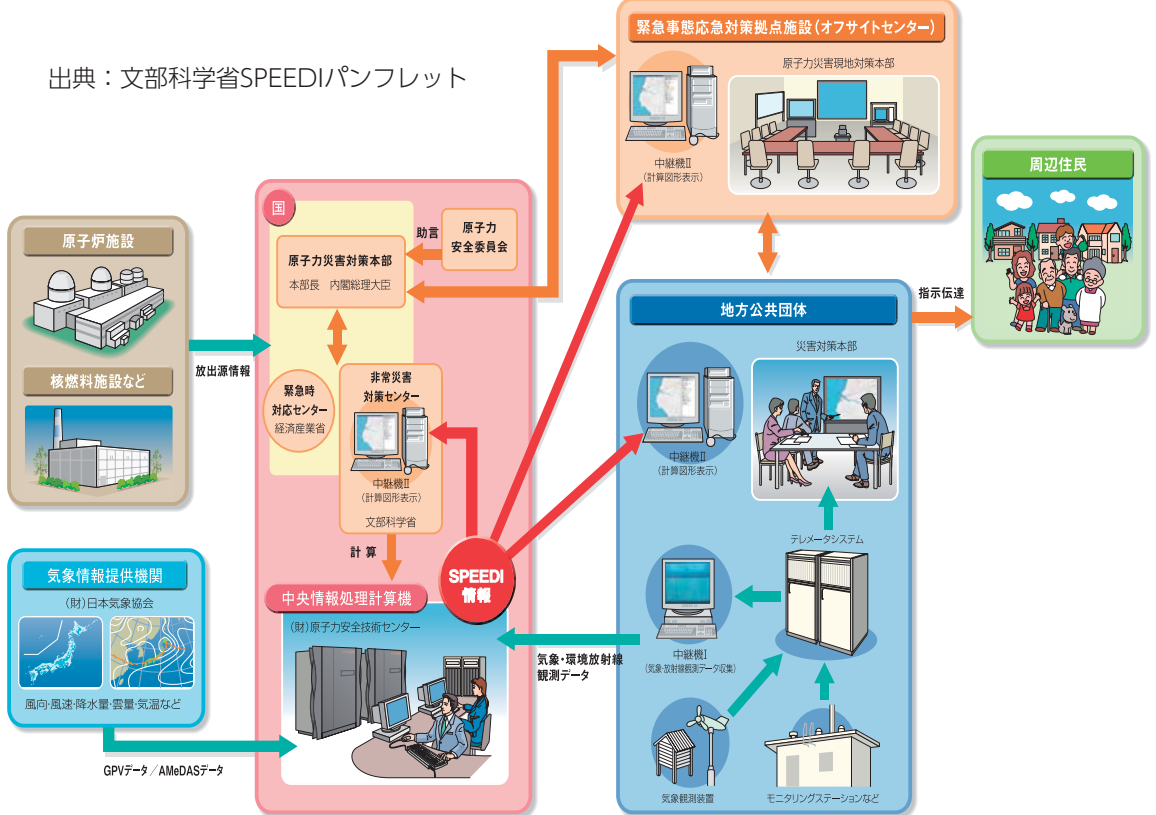 出典：文部科学省SPEEDIパンフレット
緊急事態応急対策拠点施設（オフサイトセンター）
原子力災害現地対策本部
中継機Ⅱ
（計算図形表示）
周辺住民
国
原子力
安全委員会
助言
原子力災害対策本部
本部長　内閣総理大臣
原子炉施設
核燃料施設など
放出源情報
緊急時
対応センター
経済産業省
非常災害
対策センター
中継機Ⅱ
（計算図形表示）
文部科学省
計算
SPEEDI
情報
中央情報処理計算機
（財）原子力安全技術センター
気象情報提供機関
（財）日本気象協会
風向・風速・降水量・雲量・気温など
GPVデータ／AMeDASデータ
地方公共団体
指示伝達
災害対策本部
中継機Ⅱ
（計算図形表示）
テレメータシステム
中継機Ⅰ
（気象・放射線観測データ収集）
気象・環境放射線
観測データ
気象観測装置
モニタリングステーションなど